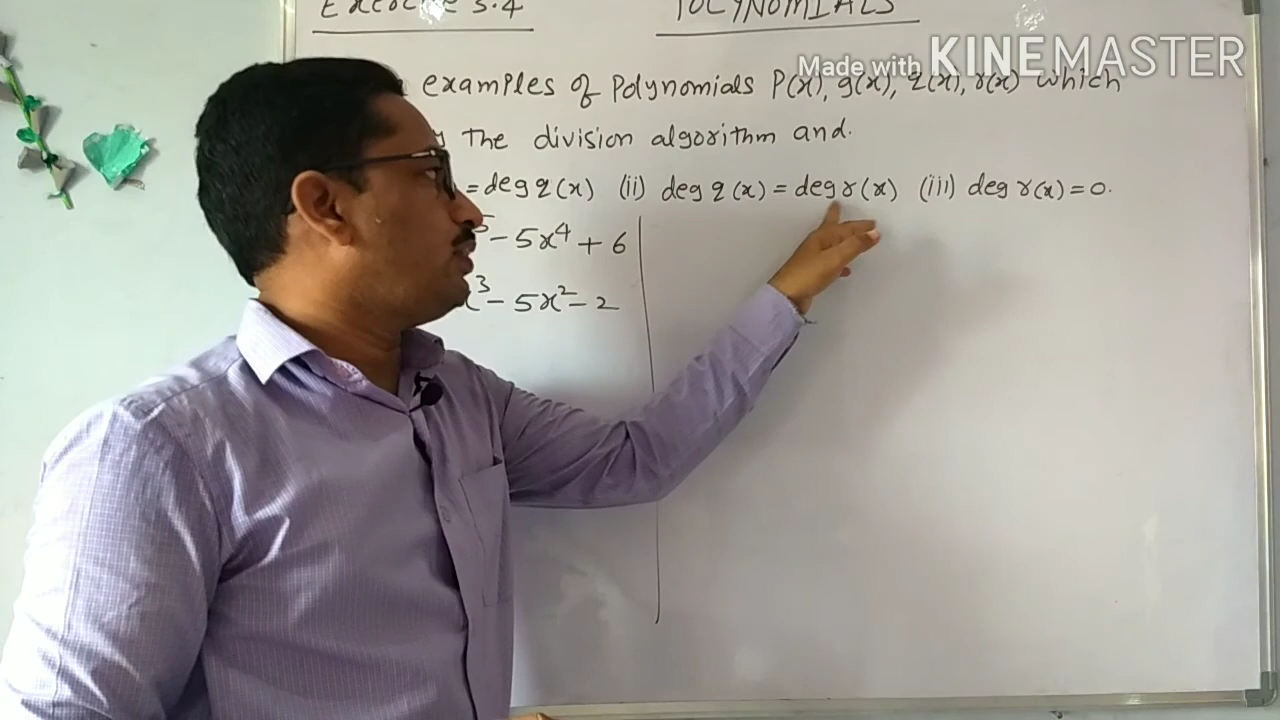 Exercise 3.4 POLYNOMIALS
Made with KINEMASTER
examples of Polynomials P(x), g(x), q(x), r(x) which
the division algorithm and.
= deg q(x) (ii) deg q(x) = deg r(x) (iii) deg r(x) = 0.
- 5x⁴ + 6
x³ - 5x² - 2